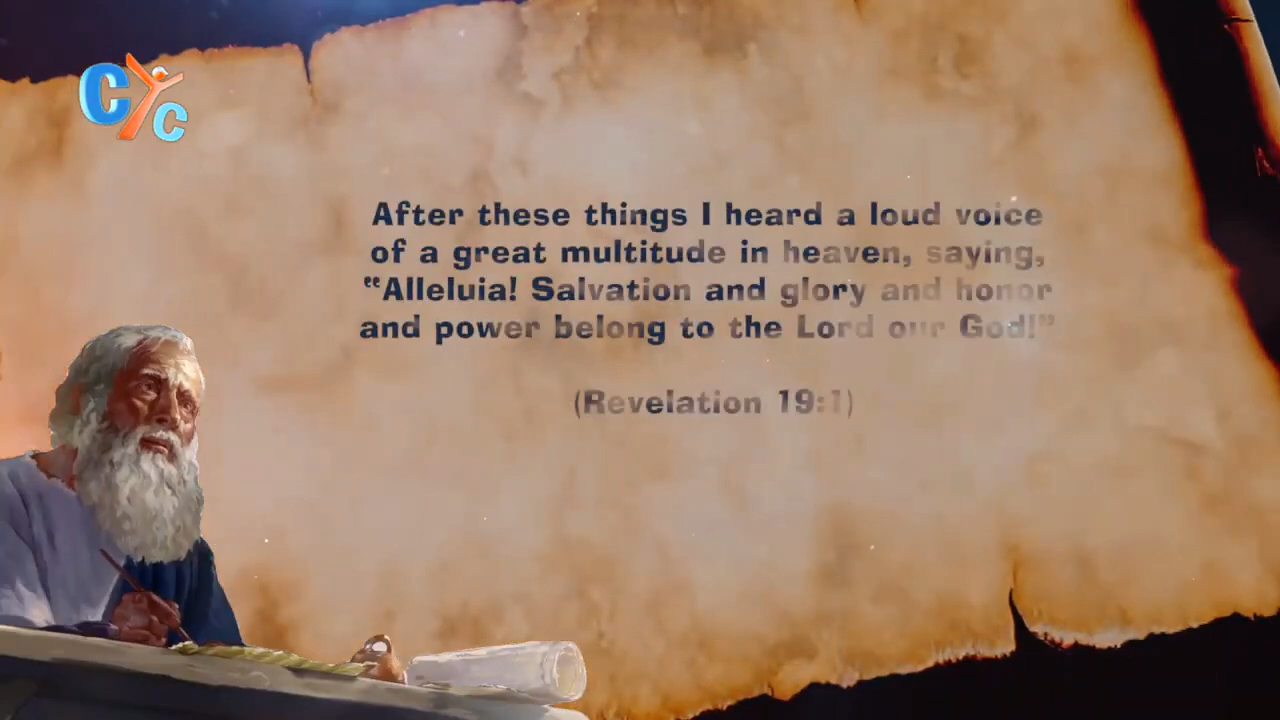 CYC
After these things I heard a loud voice
of a great multitude in heaven, saying,
"Alleluia! Salvation and glory and honor
and power belong to the Lord our God!"
(Revelation 19:1)